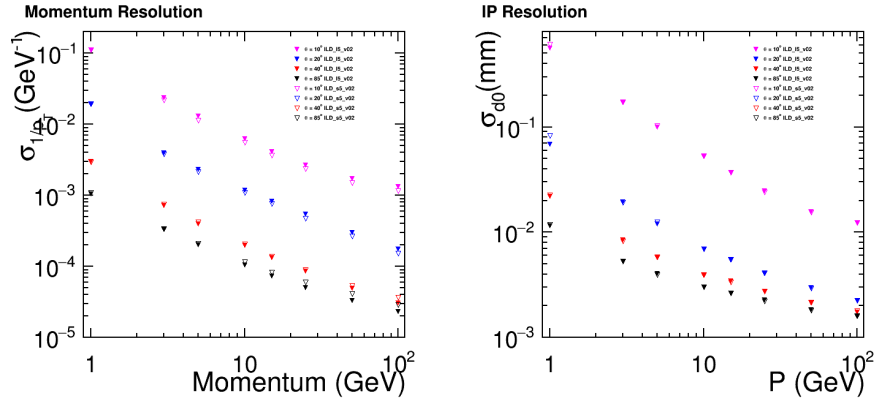 Momentum Resolution
σ1/pT (GeV⁻¹)
10⁻¹
10⁻²
10⁻³
10⁻⁴
10⁻⁵
θ = 10° ILD_l5_v02
θ = 20° ILD_l5_v02
θ = 40° ILD_l5_v02
θ = 85° ILD_l5_v02
θ = 10° ILD_s5_v02
θ = 20° ILD_s5_v02
θ = 40° ILD_s5_v02
θ = 85° ILD_s5_v02
1 10 10²
Momentum (GeV)
IP Resolution
σd0(mm)
10⁻¹
10⁻²
10⁻³
θ = 10° ILD_l5_v02
θ = 20° ILD_l5_v02
θ = 40° ILD_l5_v02
θ = 85° ILD_l5_v02
θ = 10° ILD_s5_v02
θ = 20° ILD_s5_v02
θ = 40° ILD_s5_v02
θ = 85° ILD_s5_v02
1 10 10²
P (GeV)